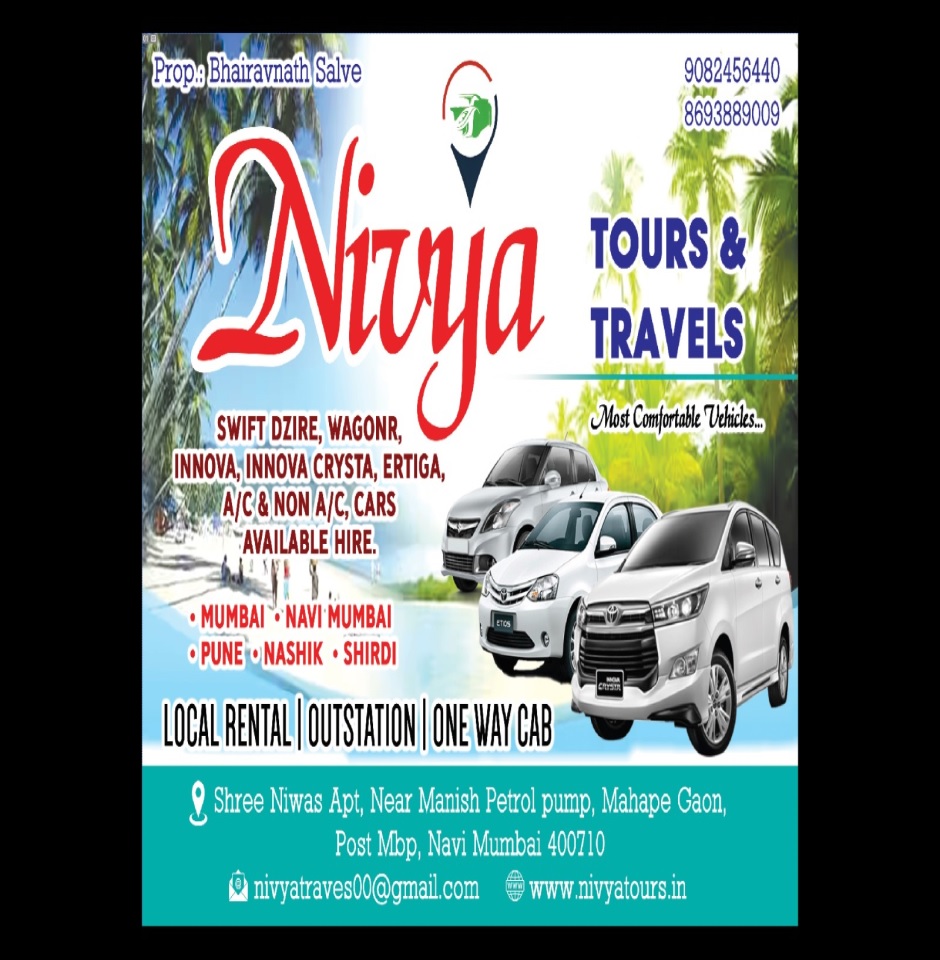 Prop.: Bhairavnath Salve
9082456440
8693889009
Nivya
TOURS &
TRAVELS
Most Comfortable Vehicles...
SWIFT DZIRE, WAGONR,
INNOVA, INNOVA CRYSTA, ERTIGA,
A/C & NON A/C, CARS
AVAILABLE HIRE.
• MUMBAI • NAVI MUMBAI
• PUNE • NASHIK • SHIRDI
ETIOS
CRYSTA
LOCAL RENTAL | OUTSTATION | ONE WAY CAB
Shree Niwas Apt, Near Manish Petrol pump, Mahape Gaon,
Post Mbp, Navi Mumbai 400710
nivyatraves00@gmail.com
www.nivyatours.in